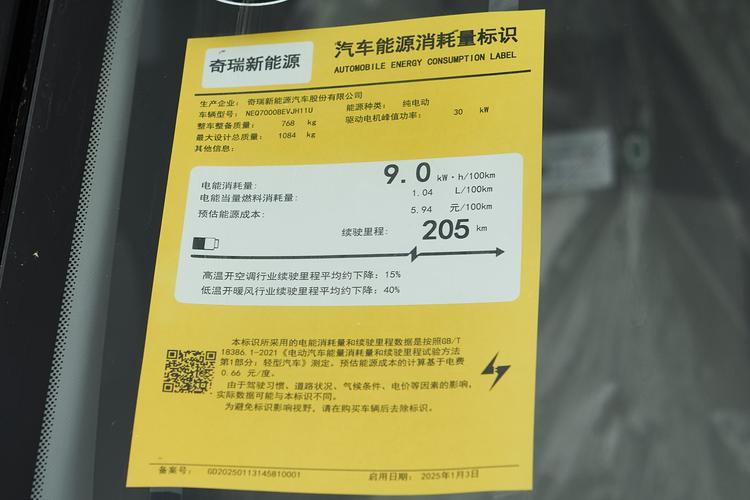 奇瑞新能源
汽车能源消耗量标识
AUTOMOBILE ENERGY CONSUMPTION LABEL
生产企业：奇瑞新能源汽车股份有限公司
车辆型号：NEQ7000BEVJH11U 能源种类：纯电动
整车整备质量：768 kg 驱动电机峰值功率：30 kW
最大设计总质量：1084 kg
其他信息：
电能消耗量：9.0 kW·h/100km
电能当量燃料消耗量：1.04 L/100km
预估能源成本：5.94 元/100km
续驶里程：205 km
高温开空调行业续驶里程平均约下降：15%
低温开暖风行业续驶里程平均约下降：40%
本标识所采用的电能消耗量和续驶里程数据是按照GB/T
18386.1-2021《电动汽车能量消耗量和续驶里程试验方法
第1部分：轻型汽车》测定。预估能源成本的计算基于电费
0.66 元/度。
由于驾驶习惯、道路状况、气候条件、电价等因素的影响，
实际数据可能与本标识不同。
为避免标识影响视野，请在购买车辆后去除标识。
备案号：GD20250113145810001 启用日期：2025年1月3日